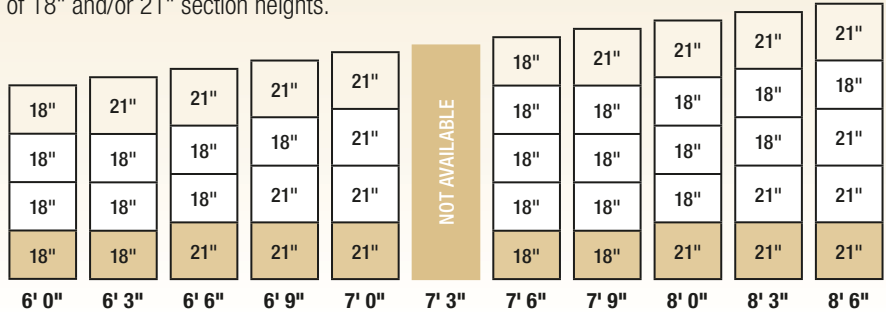 of 18" and/or 21" section heights.
21"
21" 21" 18"
21" 21" 21" 18" 21" 18"
18" 21" 21" 18" 18" 18" 18" 21"
18" 18" 18" 18" 21" NOT AVAILABLE 18" 18" 18" 21" 21"
18" 18" 18" 21" 21" 18" 18" 18"
18" 18" 21" 21" 21" 18" 18" 21" 21" 21"
6' 0" 6' 3" 6' 6" 6' 9" 7' 0" 7' 3" 7' 6" 7' 9" 8' 0" 8' 3" 8' 6"